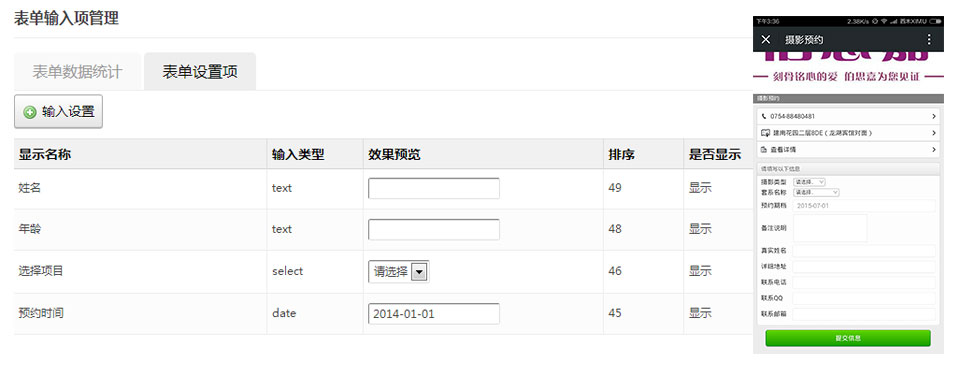 表单输入项管理
表单数据统计 表单设置项
输入设置
显示名称 输入类型 效果预览 排序 是否显示
姓名 text 49 显示
年龄 text 48 显示
选择项目 select 请选择 46 显示
预约时间 date 2014-01-01 45 显示
下午3:36 2.38K/s 西米XIMU
摄影预约
刻骨铭心的爱 伯思嘉为您见证
摄影预约
0754-88480481
建南花园二层8DE（龙湖宾馆对面）
查看详情
请填写以下信息
摄影类型 请选择..
套系名称 请选择..
预约期档 2015-07-01
备注说明
真实姓名
详细地址
联系电话
联系QQ
联系邮箱
提交信息